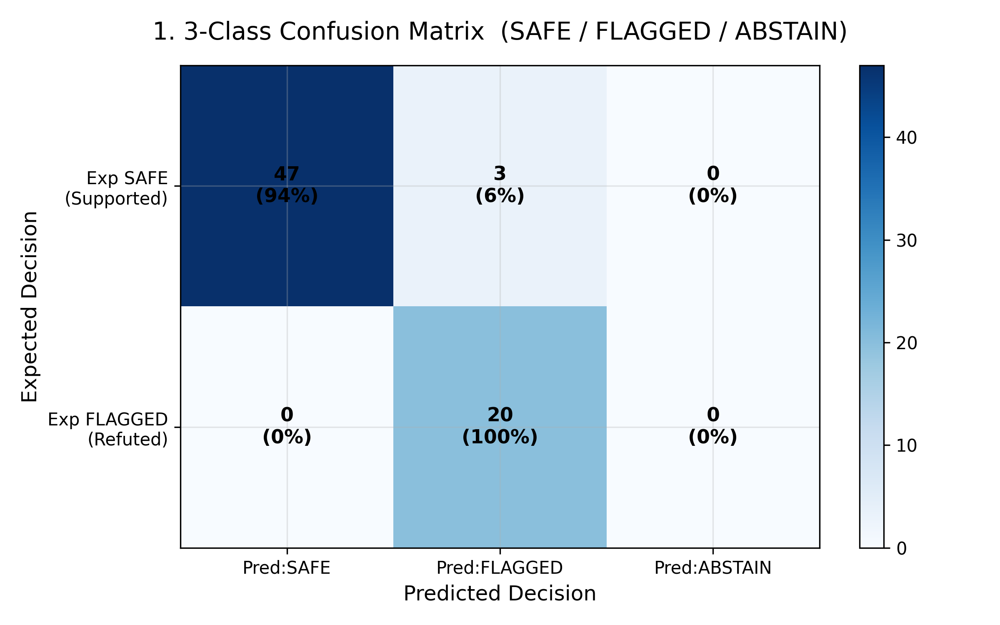 1. 3-Class Confusion Matrix  (SAFE / FLAGGED / ABSTAIN)
Expected Decision
Exp SAFE
(Supported)
47
(94%)
3
(6%)
0
(0%)
Exp FLAGGED
(Refuted)
0
(0%)
20
(100%)
0
(0%)
Pred:SAFE
Pred:FLAGGED
Pred:ABSTAIN
Predicted Decision
40
30
20
10
0